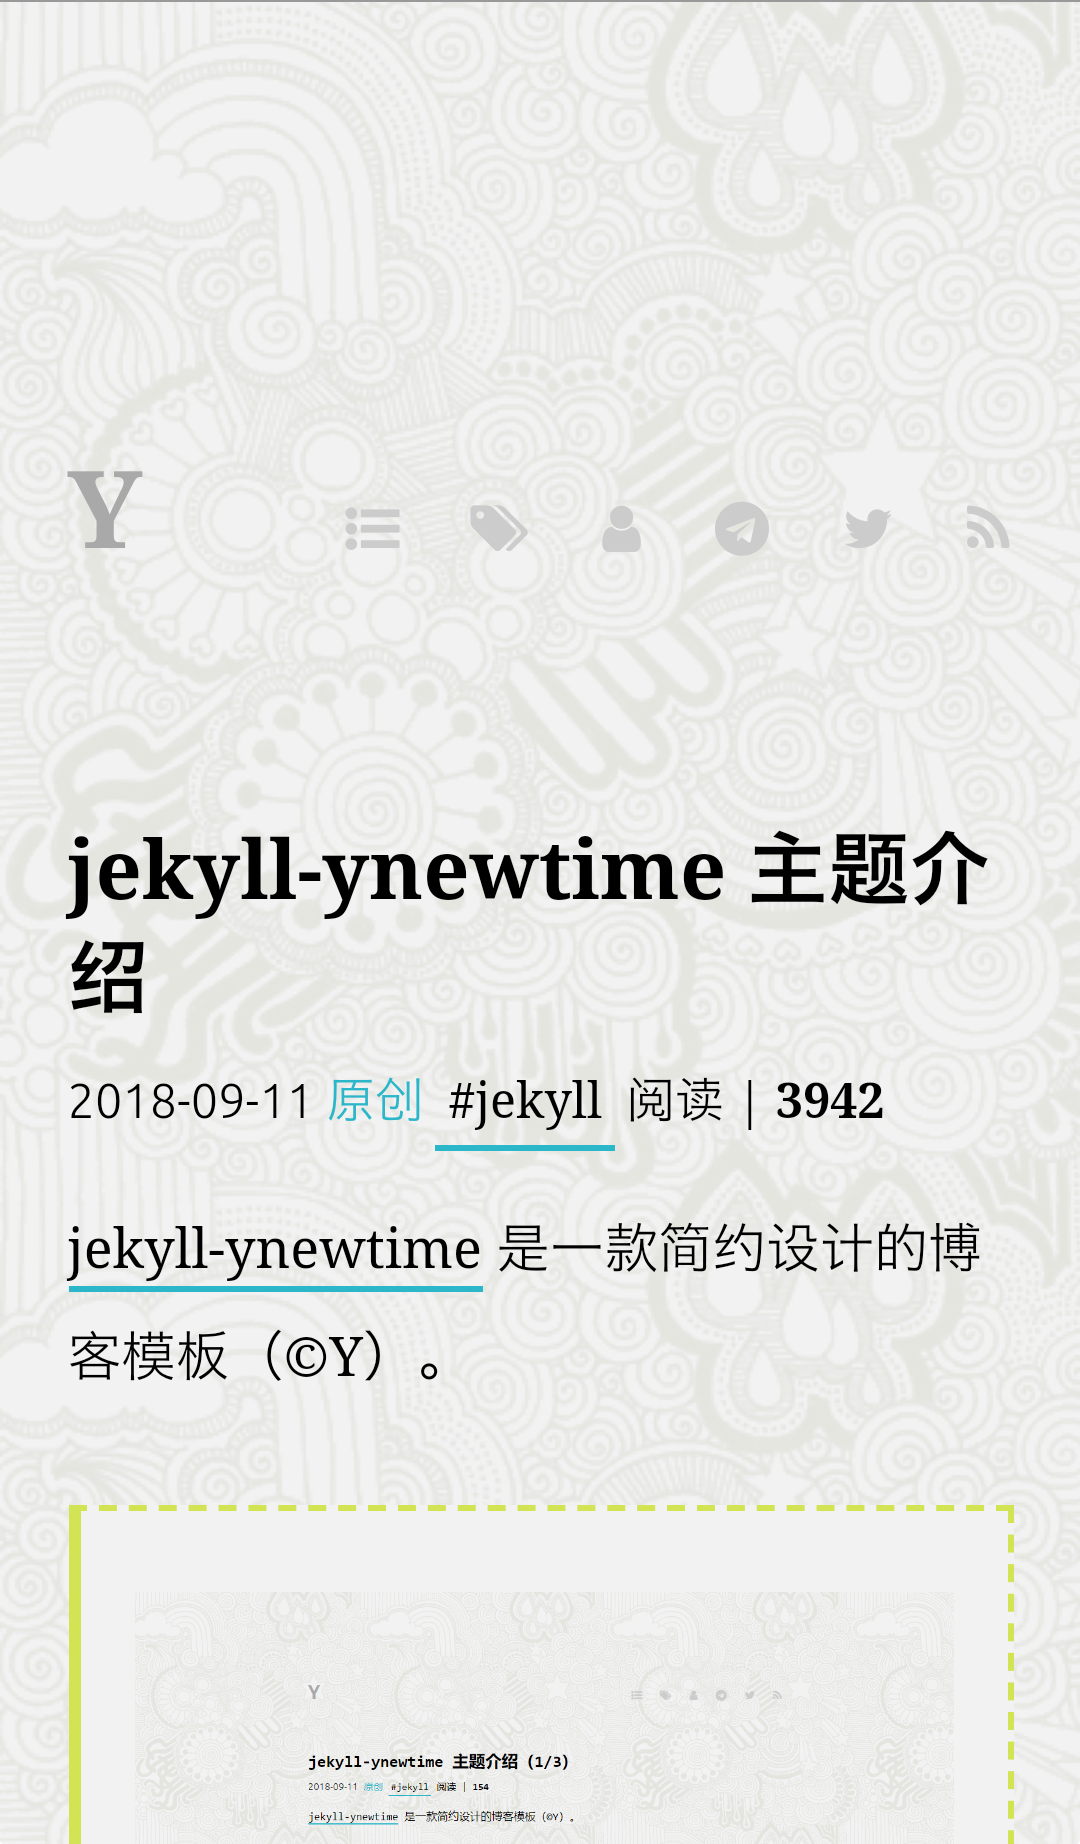 Y
jekyll-ynewtime 主题介
绍
2018-09-11 原创 #jekyll 阅读 | 3942
jekyll-ynewtime 是一款简约设计的博
客模板（©Y）。
Y
jekyll-ynewtime 主题介绍 (1/3)
2018-09-11 原创 #jekyll 阅读 | 154
jekyll-ynewtime 是一款简约设计的博客模板（©Y）。